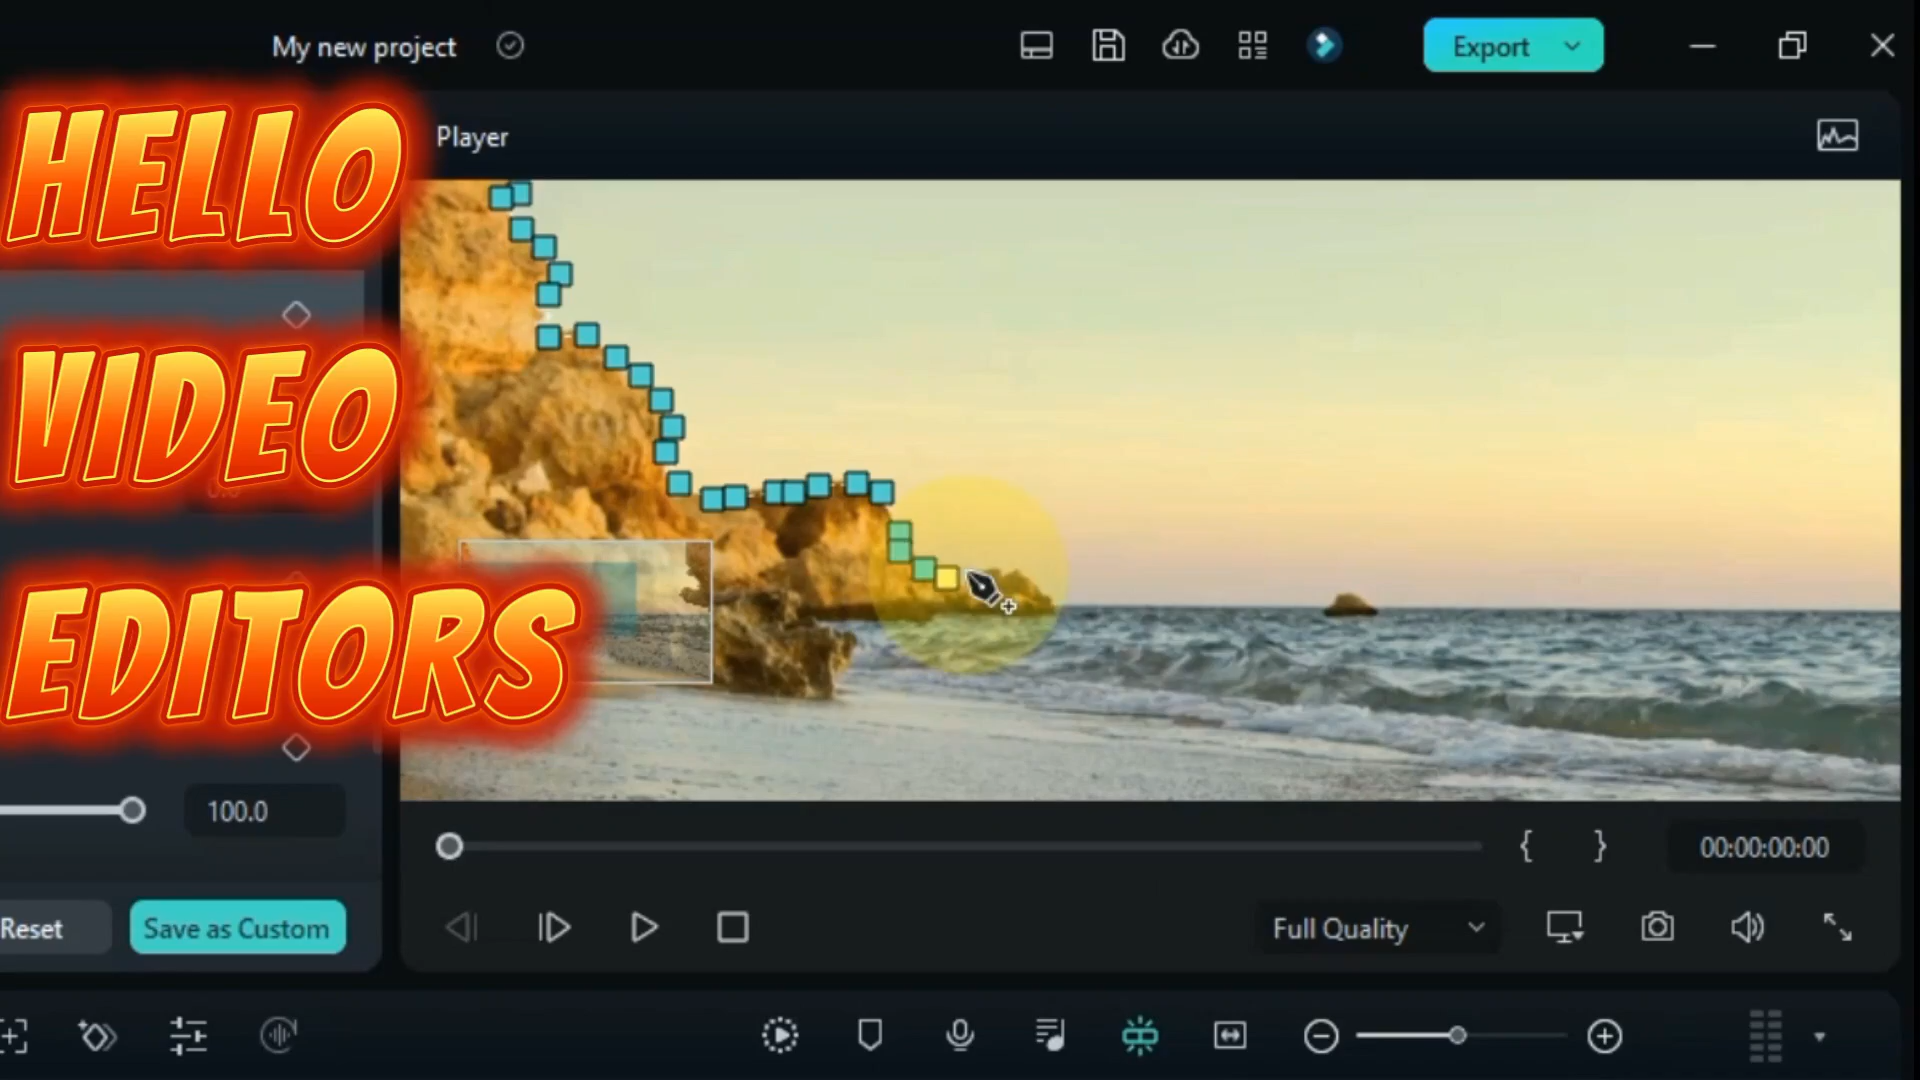 My new project
Export
Player
HELLO
VIDEO
EDITORS
100.0
00:00:00:00
Reset
Save as Custom
Full Quality